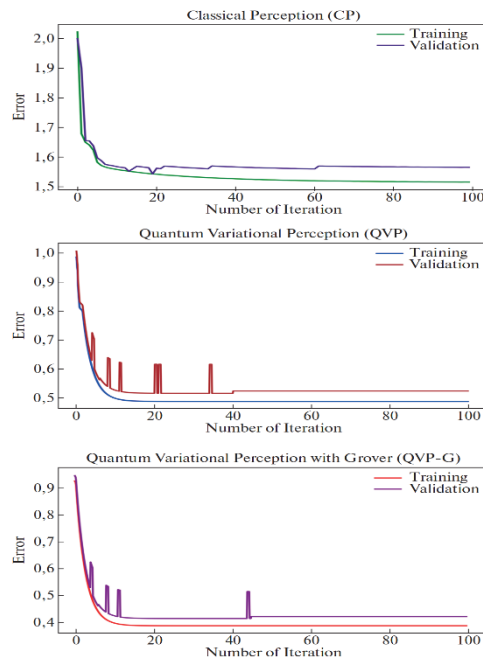 Classical Perception (CP)
Training
Validation
2,0
1,9
1,8
1,7
1,6
1,5
Error
0 20 40 60 80 100
Number of Iteration
Quantum Variational Perception (QVP)
Training
Validation
1,0
0,9
0,8
0,7
0,6
0,5
Error
0 20 40 60 80 100
Number of Iteration
Quantum Variational Perception with Grover (QVP-G)
Training
Validation
0,9
0,8
0,7
0,6
0,5
0,4
Error
0 20 40 60 80 100
Number of Iteration